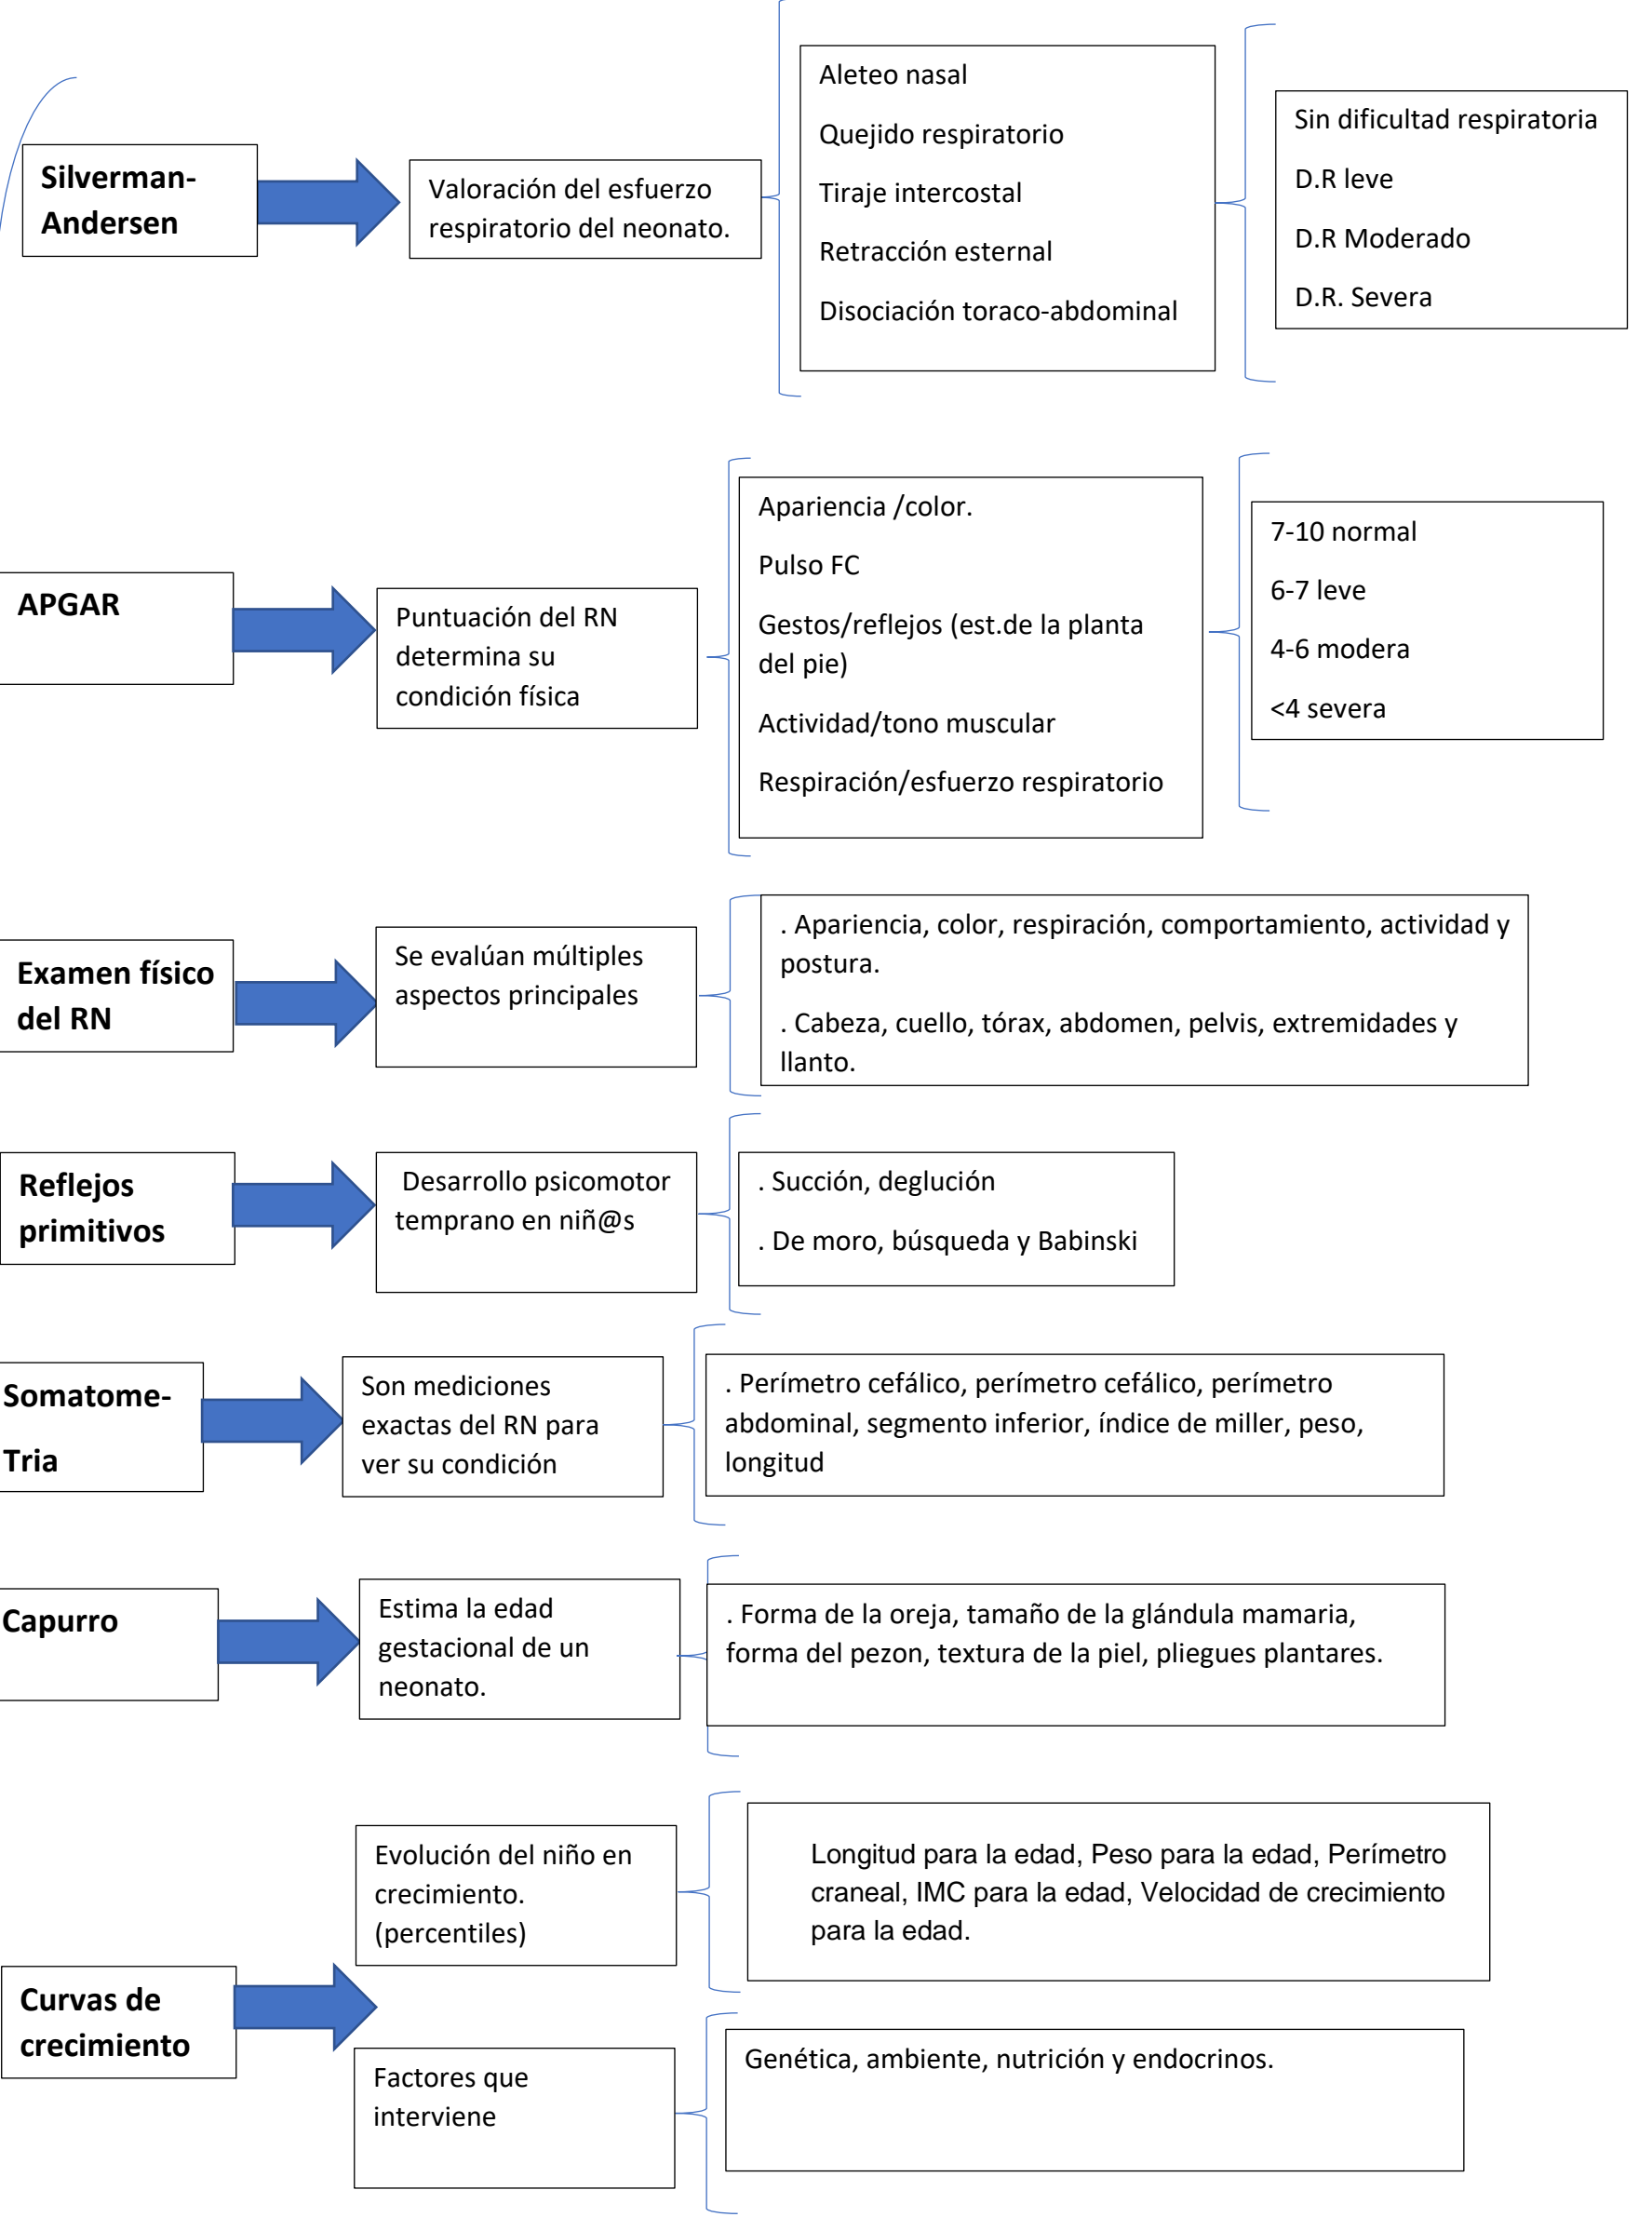 Silverman-
Andersen
Valoración del esfuerzo
respiratorio del neonato.
Aleteo nasal
Quejido respiratorio
Tiraje intercostal
Retracción esternal
Disociación toraco-abdominal
Sin dificultad respiratoria
D.R leve
D.R Moderado
D.R. Severa
APGAR
Puntuación del RN
determina su
condición física
Apariencia /color.
Pulso FC
Gestos/reflejos (est.de la planta
del pie)
Actividad/tono muscular
Respiración/esfuerzo respiratorio
7-10 normal
6-7 leve
4-6 modera
<4 severa
Examen físico
del RN
Se evalúan múltiples
aspectos principales
. Apariencia, color, respiración, comportamiento, actividad y
postura.
. Cabeza, cuello, tórax, abdomen, pelvis, extremidades y
llanto.
Reflejos
primitivos
Desarrollo psicomotor
temprano en niñ@s
. Succión, deglución
. De moro, búsqueda y Babinski
Somatome-
Tria
Son mediciones
exactas del RN para
ver su condición
. Perímetro cefálico, perímetro cefálico, perímetro
abdominal, segmento inferior, índice de miller, peso,
longitud
Capurro
Estima la edad
gestacional de un
neonato.
. Forma de la oreja, tamaño de la glándula mamaria,
forma del pezon, textura de la piel, pliegues plantares.
Curvas de
crecimiento
Evolución del niño en
crecimiento.
(percentiles)
Longitud para la edad, Peso para la edad, Perímetro
craneal, IMC para la edad, Velocidad de crecimiento
para la edad.
Factores que
interviene
Genética, ambiente, nutrición y endocrinos.